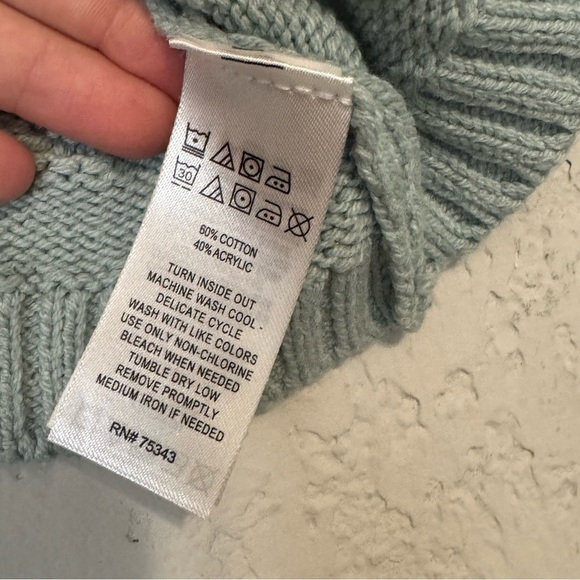 30
60% COTTON
40% ACRYLIC
TURN INSIDE OUT
MACHINE WASH COOL -
DELICATE CYCLE
WASH WITH LIKE COLORS
USE ONLY NON-CHLORINE
BLEACH WHEN NEEDED
TUMBLE DRY LOW
REMOVE PROMPTLY
MEDIUM IRON IF NEEDED
RN# 75343